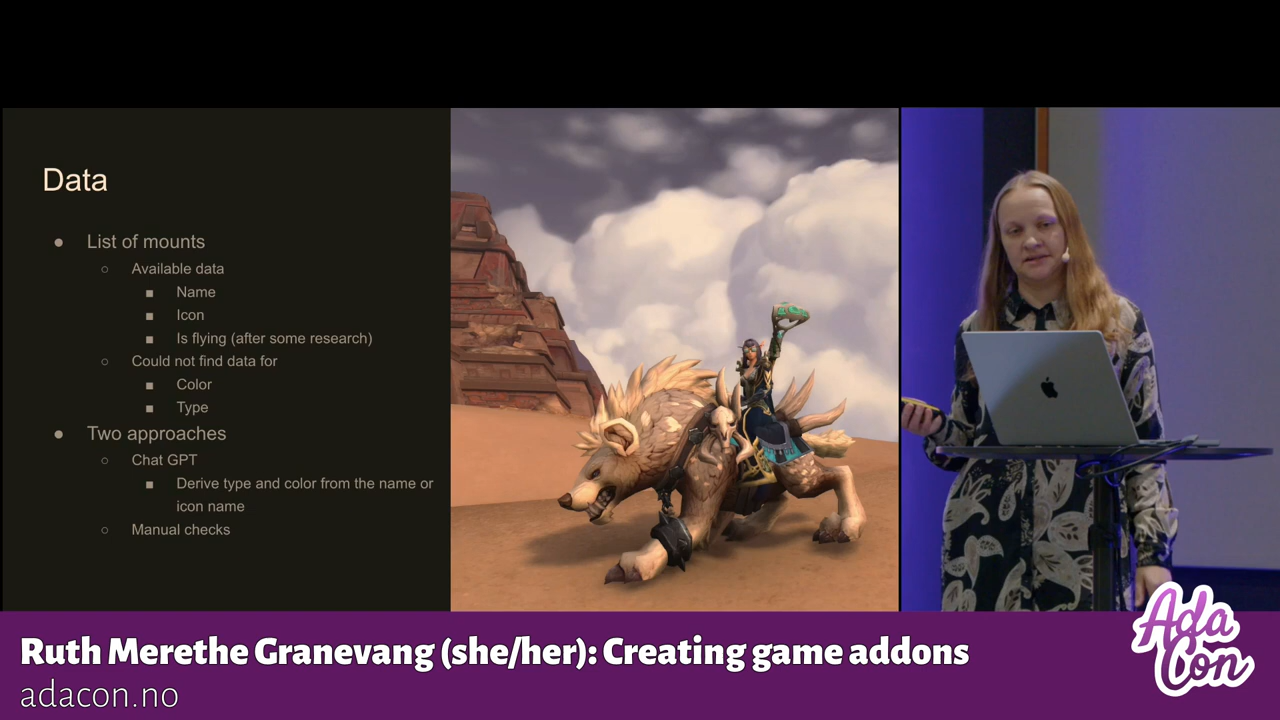 Data
● List of mounts
○ Available data
■ Name
■ Icon
■ Is flying (after some research)
○ Could not find data for
■ Color
■ Type
● Two approaches
○ Chat GPT
■ Derive type and color from the name or
icon name
○ Manual checks
Ruth Merethe Granevang (she/her): Creating game addons
adacon.no
Ada
Con